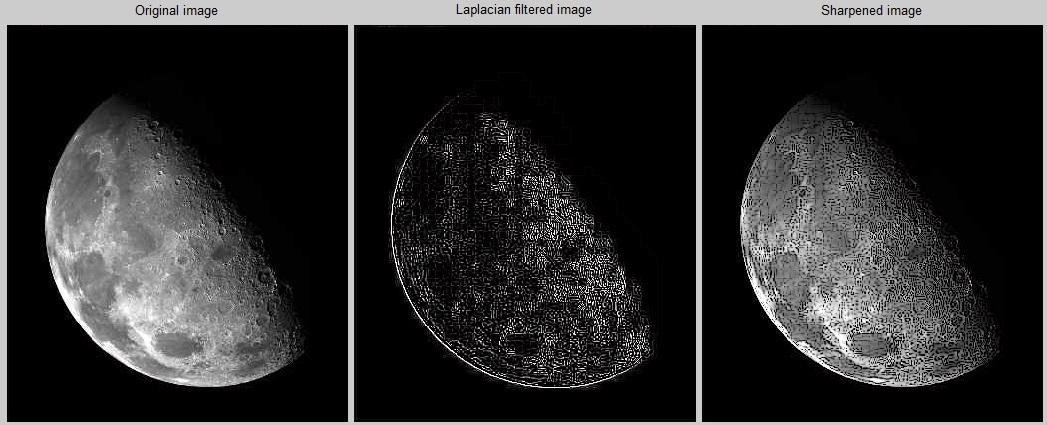 Original image
Laplacian filtered image
Sharpened image